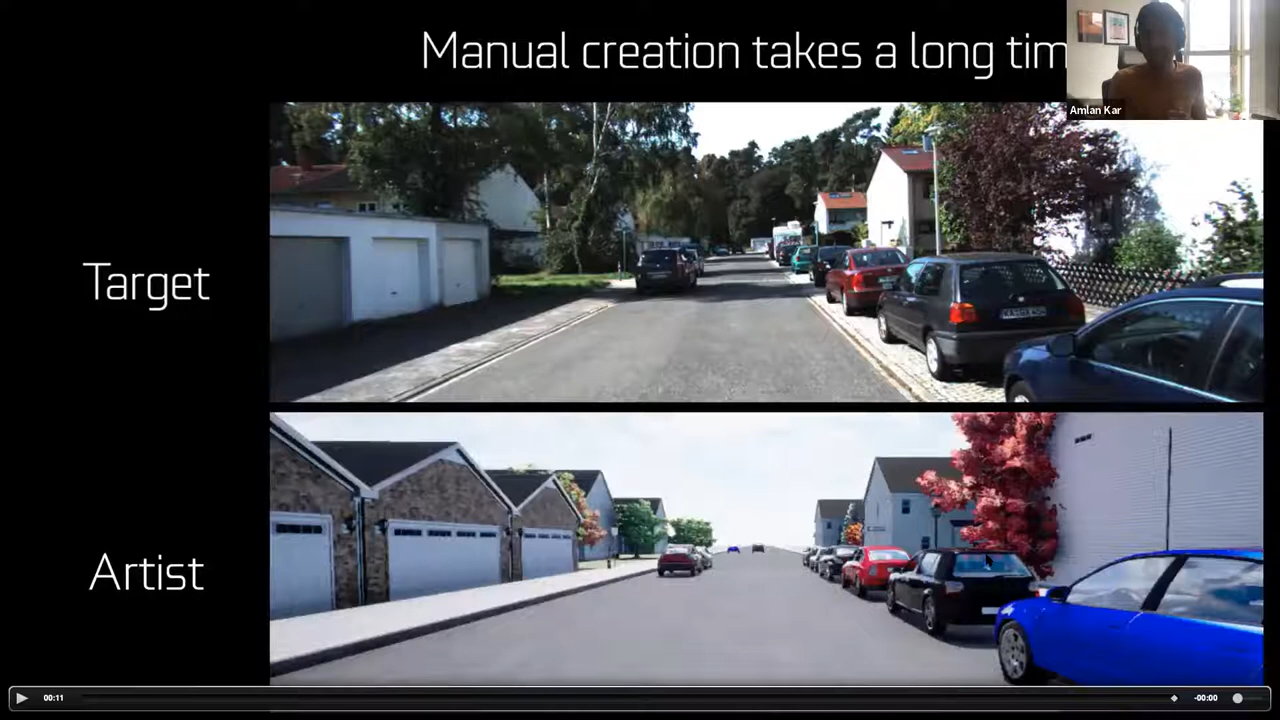 Manual creation takes a long tim
Amlan Kar
Target
Artist
00:11
-00:00